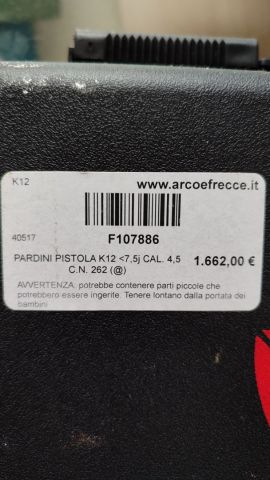 K12
www.arcoefrecce.it
40517
F107886
PARDINI PISTOLA K12 <7,5j CAL. 4,5
1.662,00 €
C.N. 262 (@)
AVVERTENZA: potrebbe contenere parti piccole che
potrebbero essere ingerite. Tenere lontano dalla portata dei
bambini